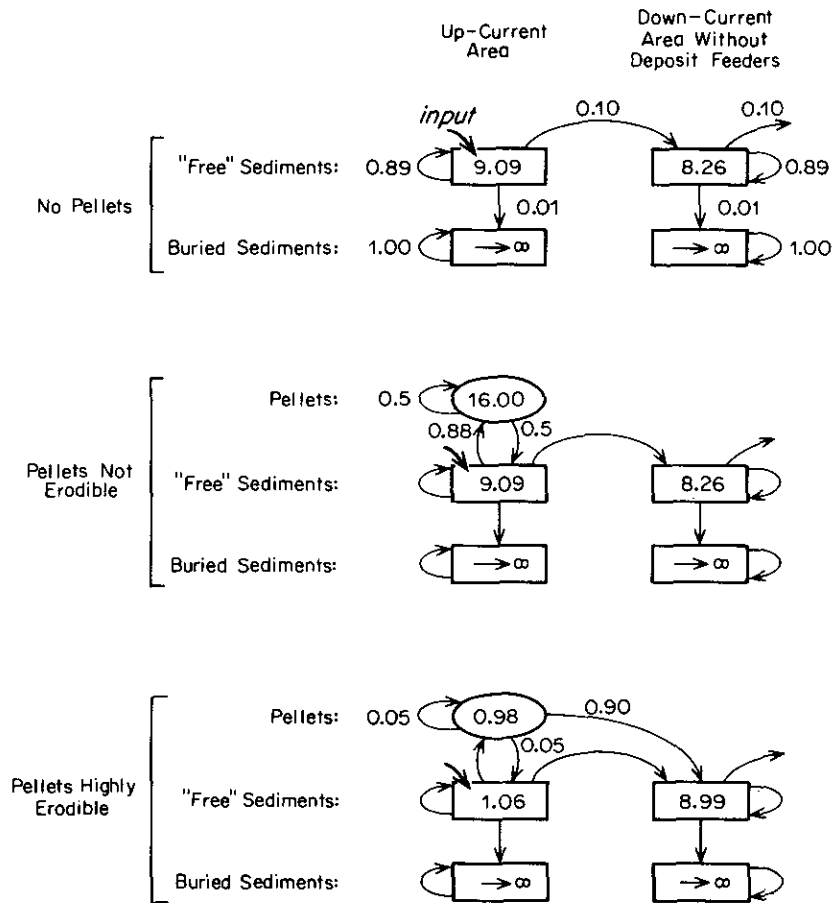 Up-Current
Area
Down-Current
Area Without
Deposit Feeders
input
0.10
0.10
"Free" Sediments:
0.89
9.09
8.26
0.89
No Pellets
0.01
0.01
Buried Sediments:
1.00
→ ∞
→ ∞
1.00
Pellets:
0.5
16.00
0.88
0.5
Pellets Not
Erodible
"Free" Sediments:
9.09
8.26
Buried Sediments:
→ ∞
→ ∞
Pellets:
0.05
0.98
0.90
0.05
Pellets Highly
Erodible
"Free" Sediments:
1.06
8.99
Buried Sediments:
→ ∞
→ ∞